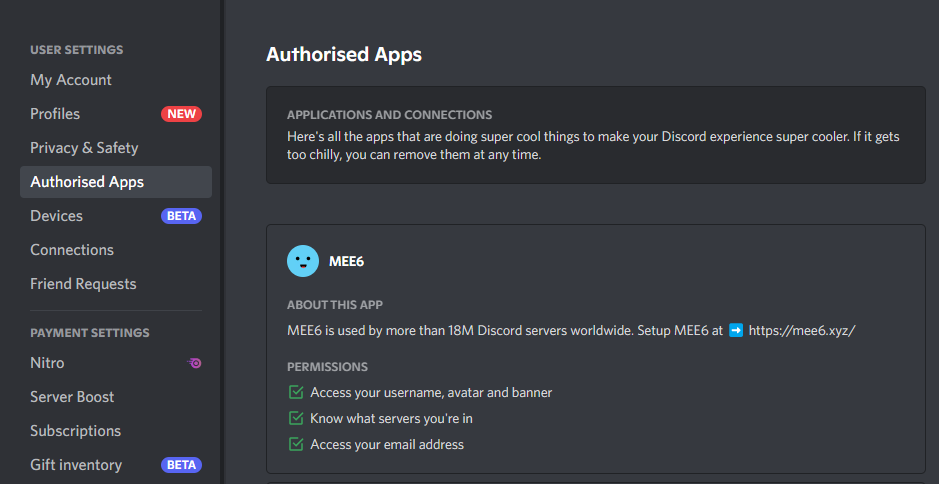 USER SETTINGS
My Account
Profiles NEW
Privacy & Safety
Authorised Apps
Devices BETA
Connections
Friend Requests
PAYMENT SETTINGS
Nitro
Server Boost
Subscriptions
Gift inventory BETA
Authorised Apps
APPLICATIONS AND CONNECTIONS
Here's all the apps that are doing super cool things to make your Discord experience super cooler. If it gets
too chilly, you can remove them at any time.
MEE6
ABOUT THIS APP
MEE6 is used by more than 18M Discord servers worldwide. Setup MEE6 at ➡ https://mee6.xyz/
PERMISSIONS
Access your username, avatar and banner
Know what servers you're in
Access your email address